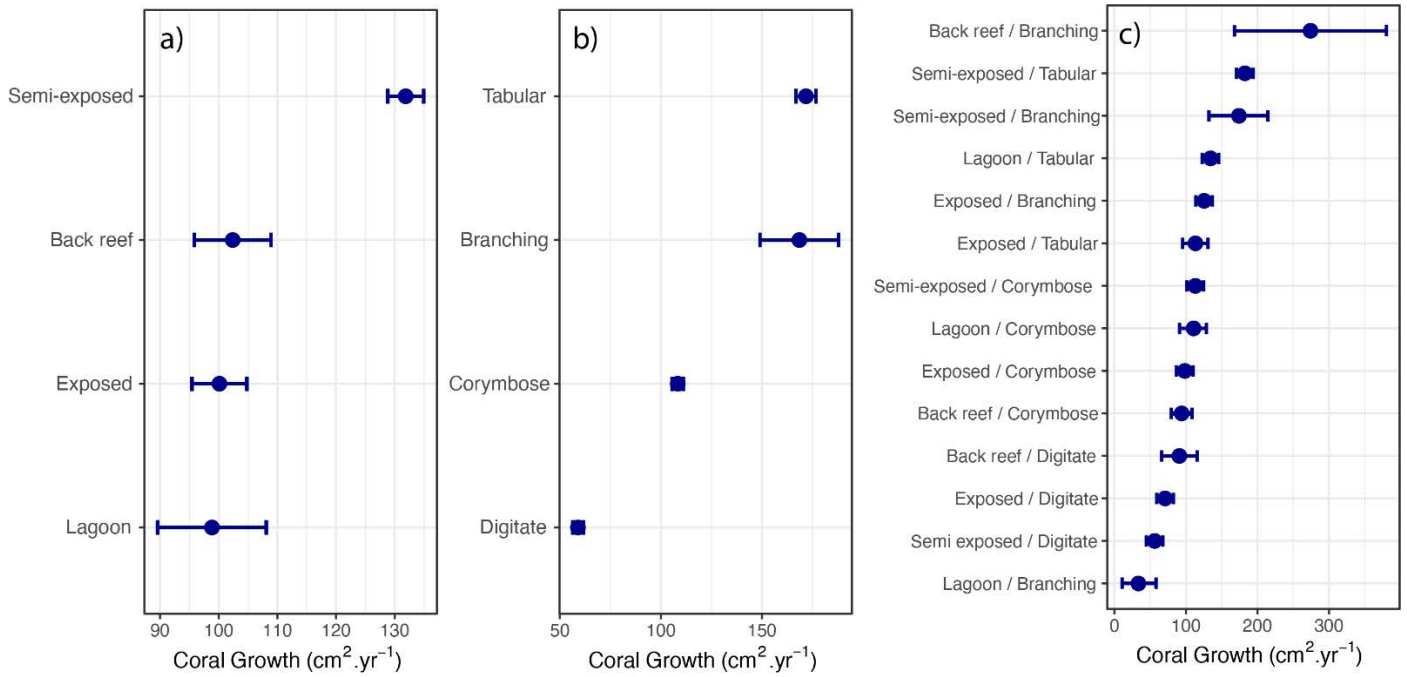 a)
Semi-exposed
Back reef
Exposed
Lagoon
90 100 110 120 130
Coral Growth (cm².yr⁻¹)
b)
Tabular
Branching
Corymbose
Digitate
50 100 150
Coral Growth (cm².yr⁻¹)
c)
Back reef / Branching
Semi-exposed / Tabular
Semi-exposed / Branching
Lagoon / Tabular
Exposed / Branching
Exposed / Tabular
Semi-exposed / Corymbose
Lagoon / Corymbose
Exposed / Corymbose
Back reef / Corymbose
Back reef / Digitate
Exposed / Digitate
Semi exposed / Digitate
Lagoon / Branching
0 100 200 300
Coral Growth (cm².yr⁻¹)